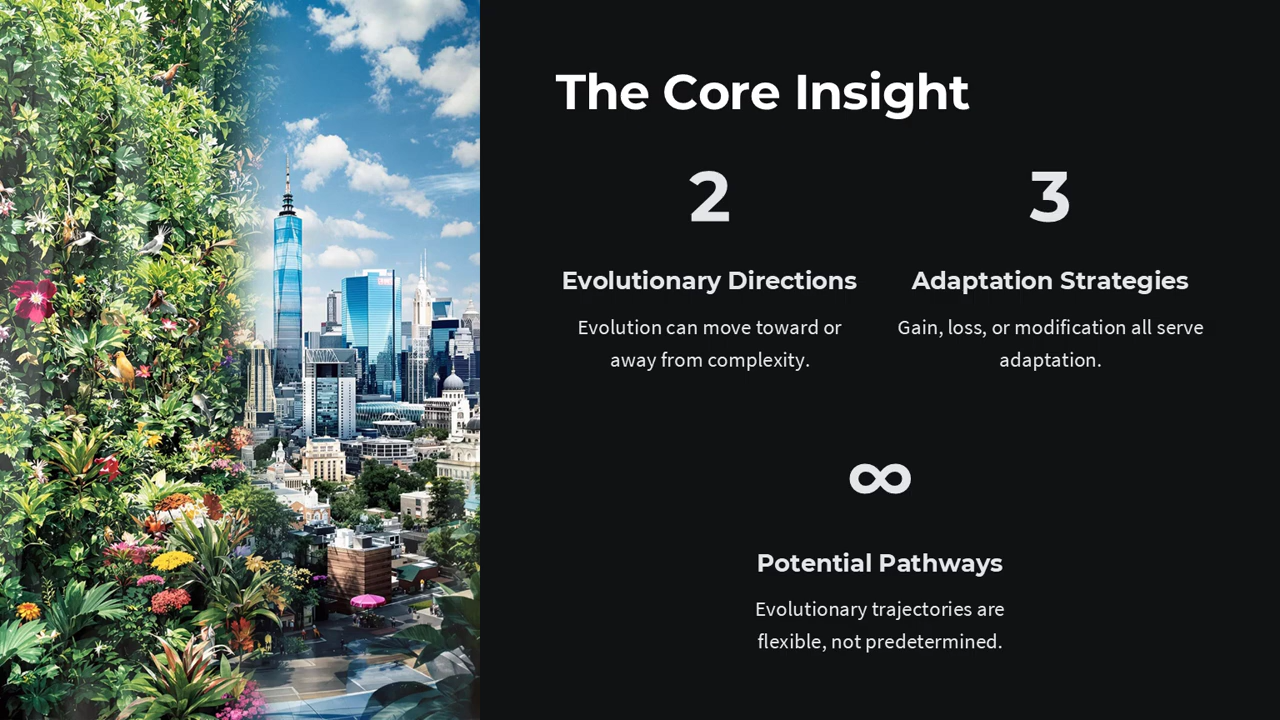 The Core Insight
2
Evolutionary Directions
Evolution can move toward or
away from complexity.
3
Adaptation Strategies
Gain, loss, or modification all serve
adaptation.
∞
Potential Pathways
Evolutionary trajectories are
flexible, not predetermined.